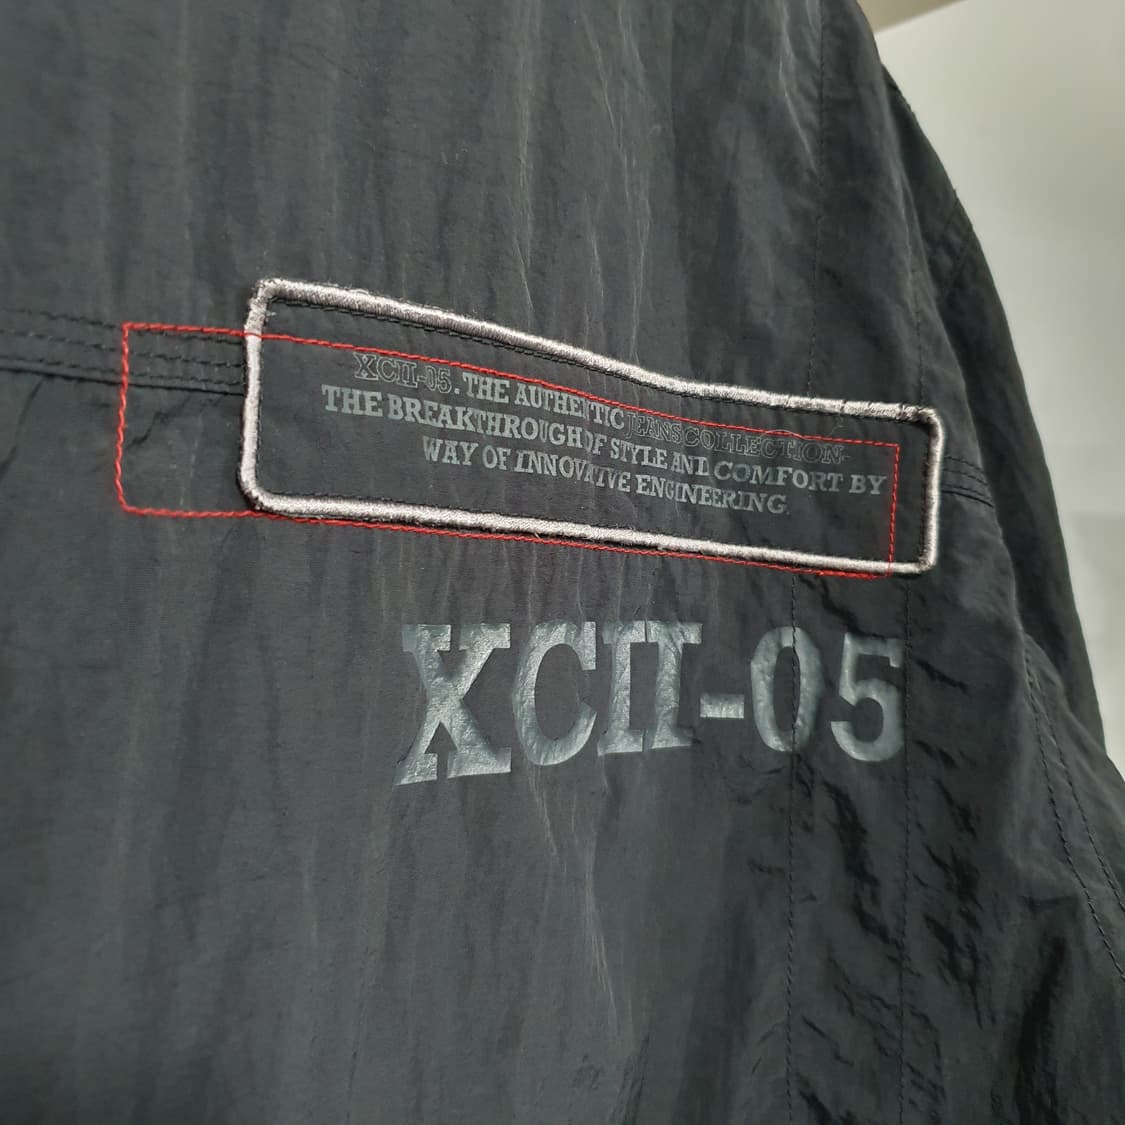 XCII-05. THE AUTHENTIC JEANS COLLECTION-
THE BREAKTHROUGH OF STYLE AND COMFORT BY
WAY OF INNOVATIVE ENGINEERING.
XCII-05